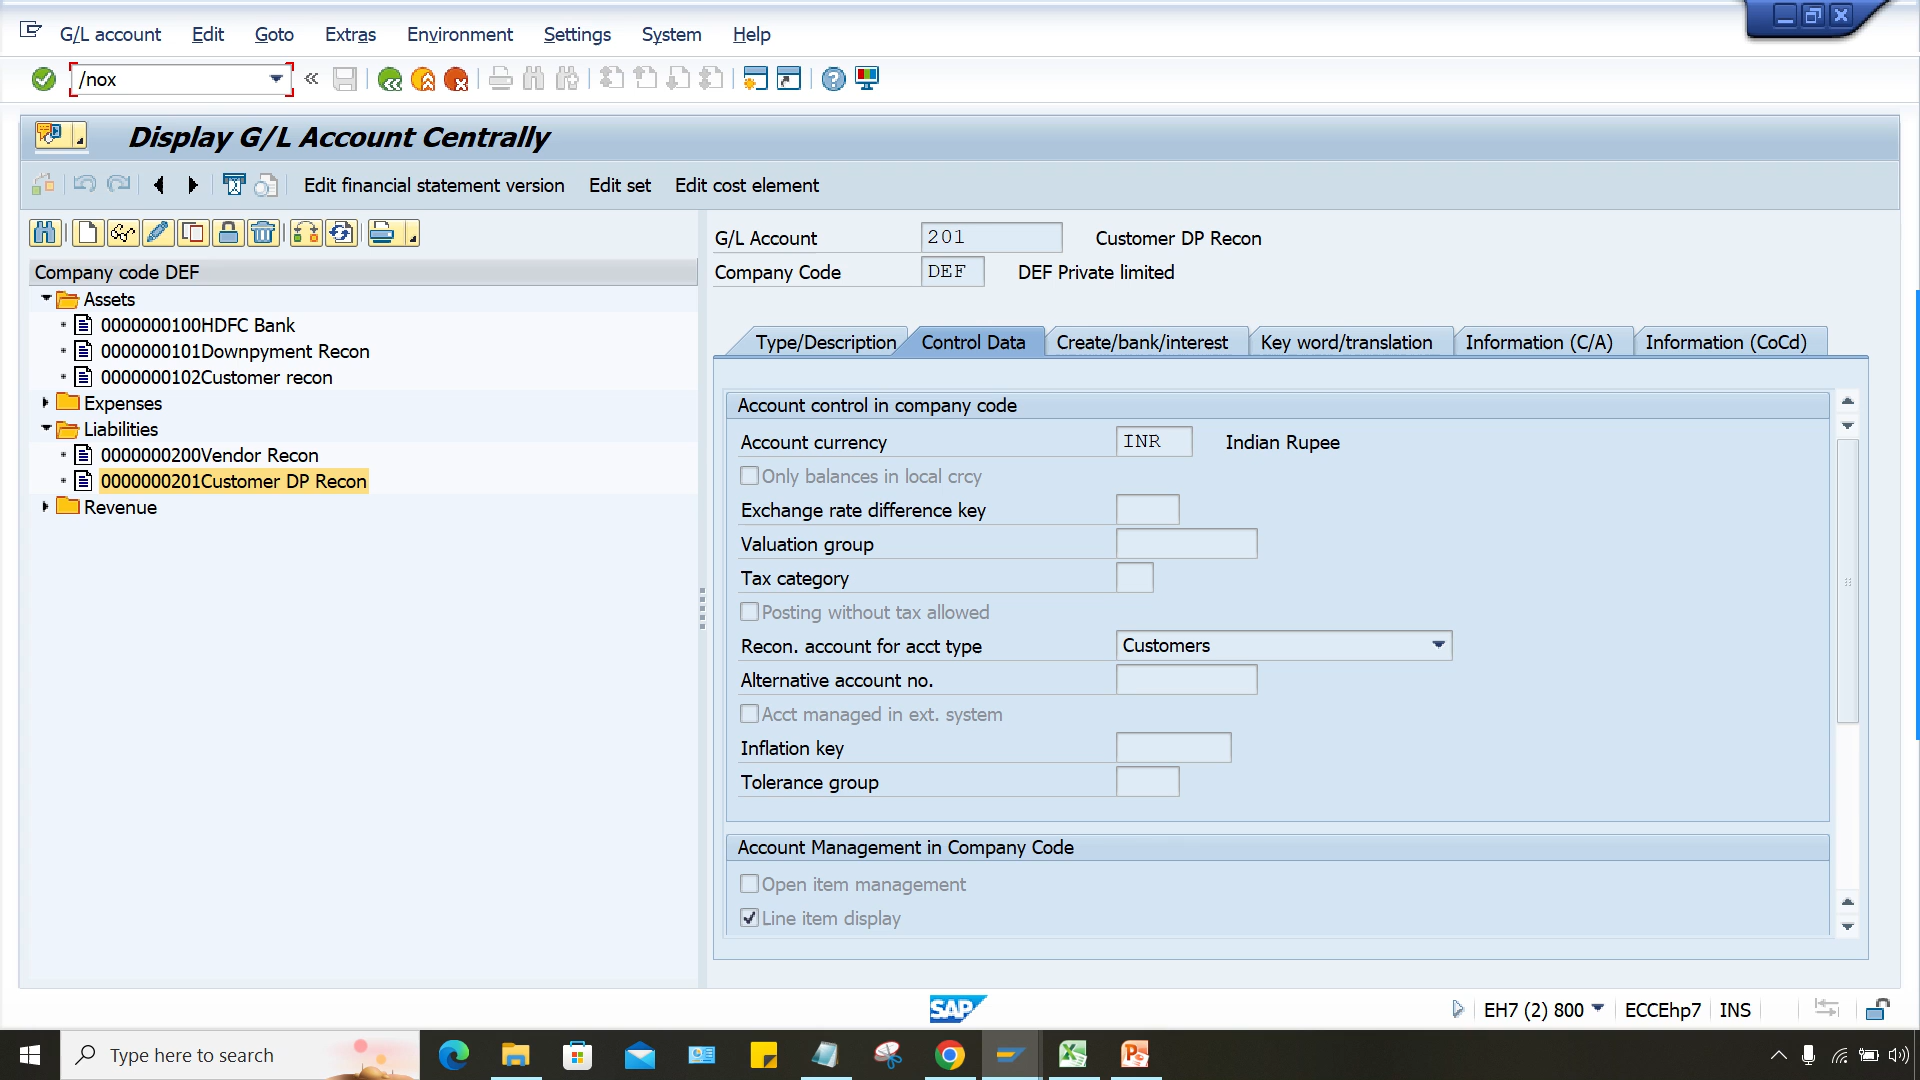 G/L account Edit Goto Extras Environment Settings System Help
/nox
Display G/L Account Centrally
Edit financial statement version Edit set Edit cost element
Company code DEF
Assets
0000000100HDFC Bank
0000000101Downpyment Recon
0000000102Customer recon
Expenses
Liabilities
0000000200Vendor Recon
0000000201Customer DP Recon
Revenue
G/L Account 201 Customer DP Recon
Company Code DEF DEF Private limited
Type/Description Control Data Create/bank/interest Key word/translation Information (C/A) Information (CoCd)
Account control in company code
Account currency INR Indian Rupee
Only balances in local crcy
Exchange rate difference key
Valuation group
Tax category
Posting without tax allowed
Recon. account for acct type Customers
Alternative account no.
Acct managed in ext. system
Inflation key
Tolerance group
Account Management in Company Code
Open item management
Line item display
SAP EH7 (2) 800 ECCEhp7 INS
Type here to search